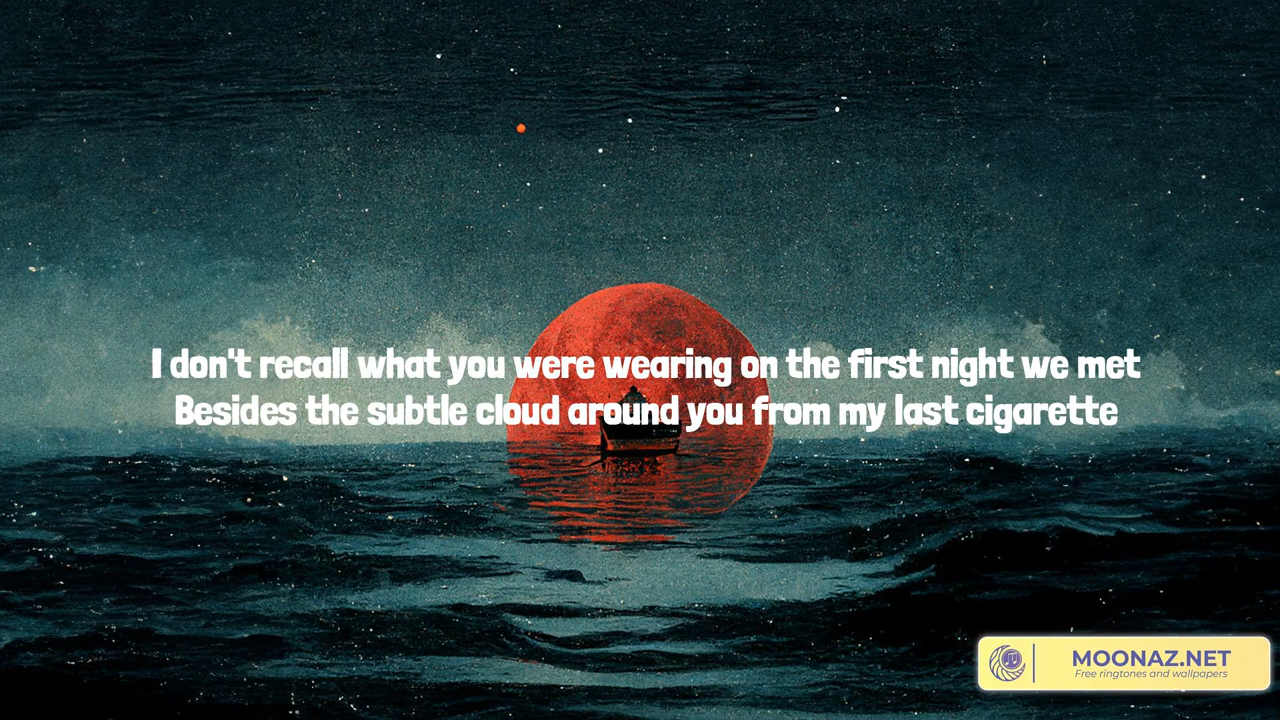 I don't recall what you were wearing on the first night we met
Besides the subtle cloud around you from my last cigarette
MOONAZ.NET
Free ringtones and wallpapers